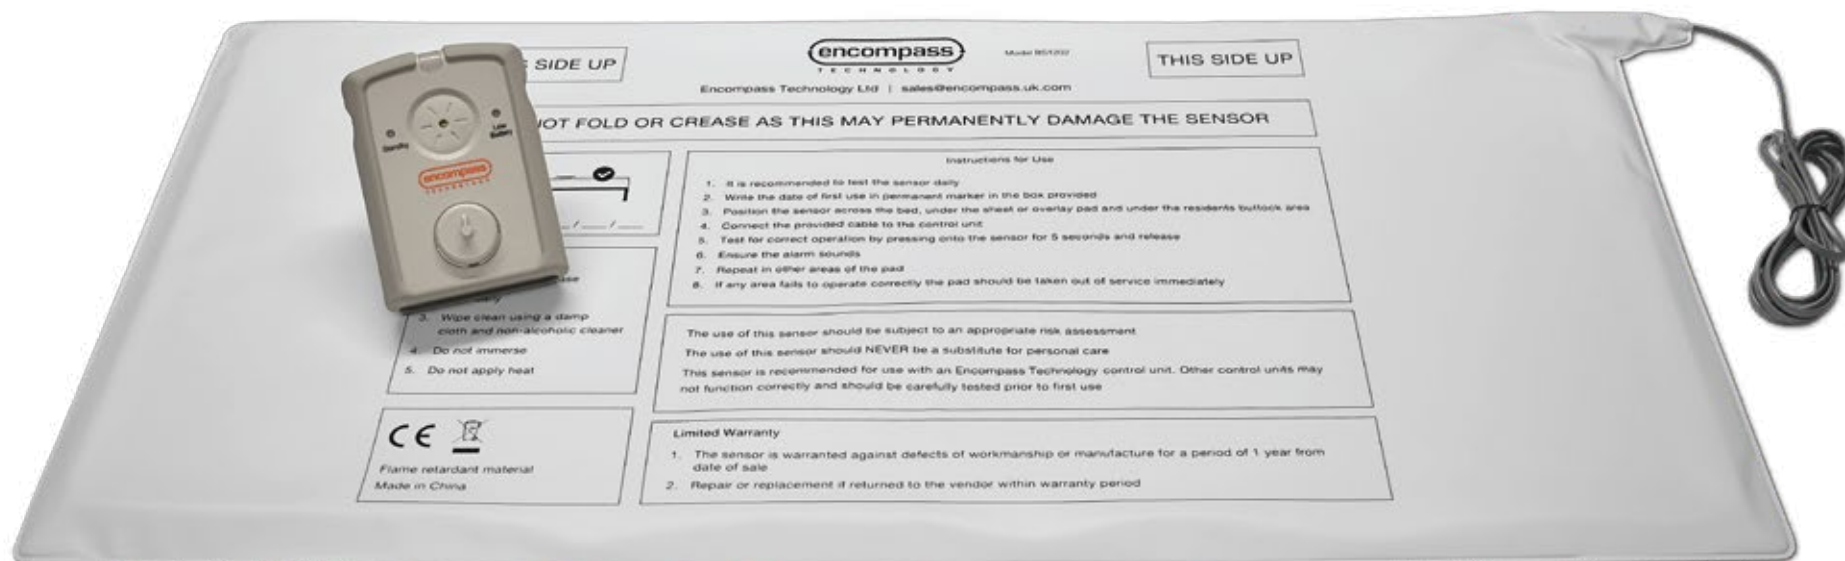 SIDE UP
encompass
TECHNOLOGY
Model BS1202
THIS SIDE UP
Encompass Technology Ltd | sales@encompass.uk.com
NOT FOLD OR CREASE AS THIS MAY PERMANENTLY DAMAGE THE SENSOR
Standby
Low
Battery
encompass
TECHNOLOGY
Instructions for Use
1. It is recommended to test the sensor daily
2. Write the date of first use in permanent marker in the box provided
3. Position the sensor across the bed, under the sheet or overlay pad and under the residents buttock area
4. Connect the provided cable to the control unit
5. Test for correct operation by pressing onto the sensor for 5 seconds and release
6. Ensure the alarm sounds
7. Repeat in other areas of the pad
8. If any area fails to operate correctly the pad should be taken out of service immediately
3. Wipe clean using a damp
cloth and non-alcoholic cleaner
4. Do not immerse
5. Do not apply heat
The use of this sensor should be subject to an appropriate risk assessment
The use of this sensor should NEVER be a substitute for personal care
This sensor is recommended for use with an Encompass Technology control unit. Other control units may
not function correctly and should be carefully tested prior to first use
CE
Flame retardant material
Made in China
Limited Warranty
1. The sensor is warranted against defects of workmanship or manufacture for a period of 1 year from
date of sale
2. Repair or replacement if returned to the vendor within warranty period